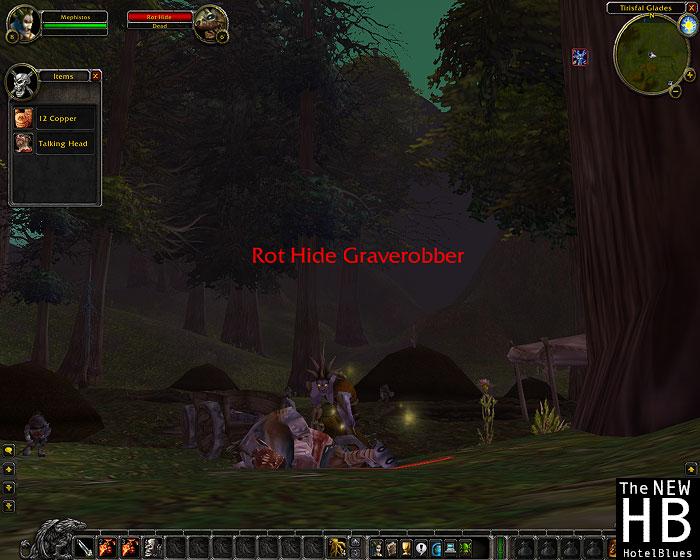 Mephistos
Rot Hide
Dead
Tirisfal Glades
N
Items
12 Copper
Talking Head
Rot Hide Graverobber
The NEW
HB
HotelBlues